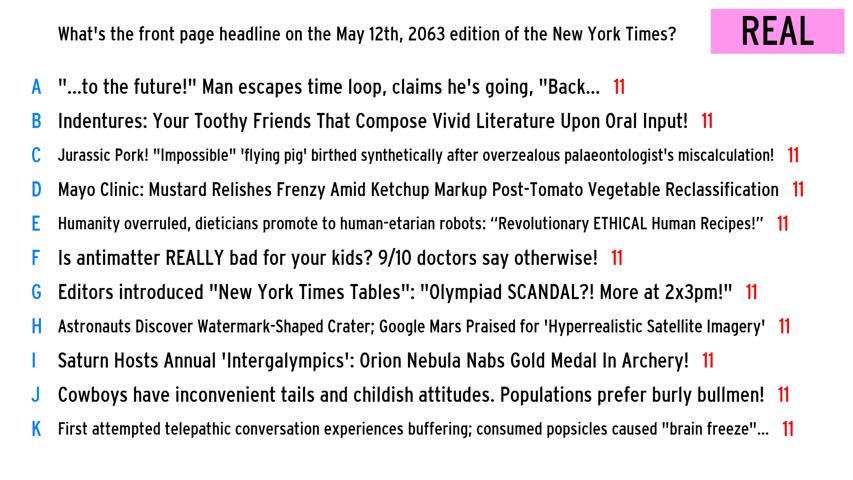 What's the front page headline on the May 12th, 2063 edition of the New York Times? REAL
A "...to the future!" Man escapes time loop, claims he's going, "Back... 11
B Indentures: Your Toothy Friends That Compose Vivid Literature Upon Oral Input! 11
C Jurassic Pork! "Impossible" 'flying pig' birthed synthetically after overzealous palaeontologist's miscalculation! 11
D Mayo Clinic: Mustard Relishes Frenzy Amid Ketchup Markup Post-Tomato Vegetable Reclassification 11
E Humanity overruled, dieticians promote to human-etarian robots: “Revolutionary ETHICAL Human Recipes!” 11
F Is antimatter REALLY bad for your kids? 9/10 doctors say otherwise! 11
G Editors introduced "New York Times Tables": "Olympiad SCANDAL?! More at 2x3pm!" 11
H Astronauts Discover Watermark-Shaped Crater; Google Mars Praised for 'Hyperrealistic Satellite Imagery' 11
I Saturn Hosts Annual 'Intergalympics': Orion Nebula Nabs Gold Medal In Archery! 11
J Cowboys have inconvenient tails and childish attitudes. Populations prefer burly bullmen! 11
K First attempted telepathic conversation experiences buffering; consumed popsicles caused "brain freeze"... 11